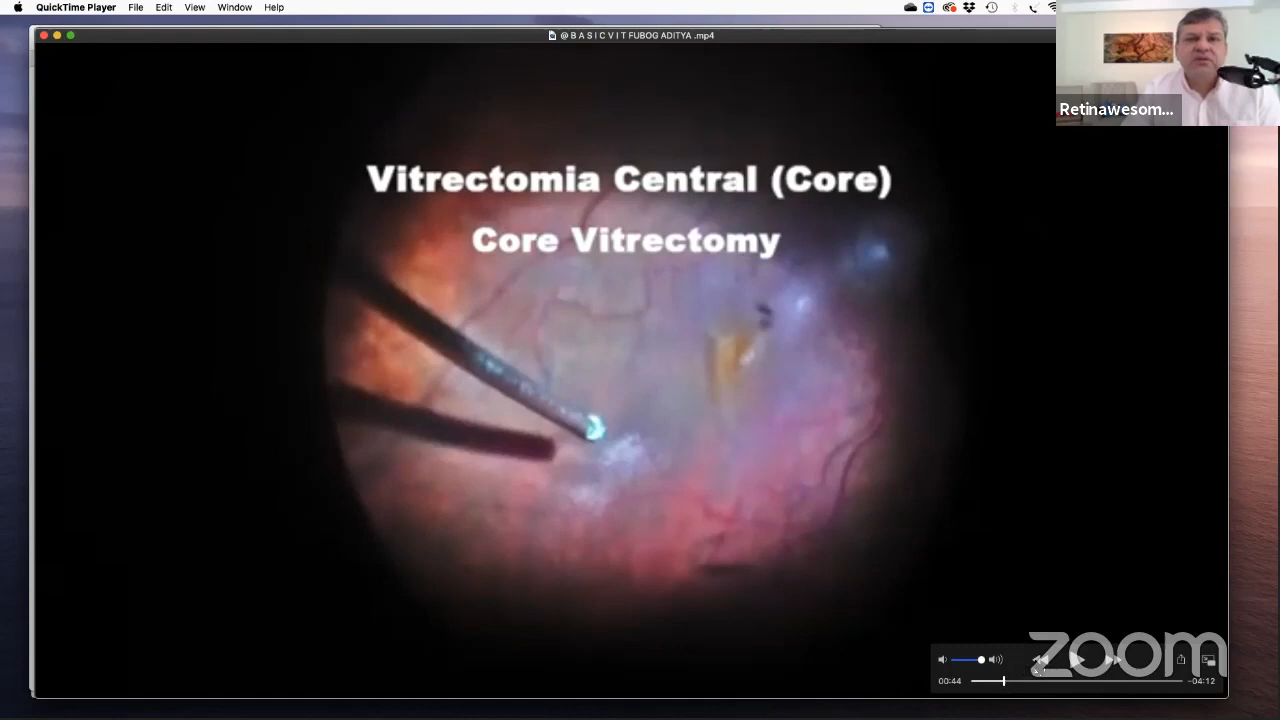 QuickTime Player File Edit View Window Help
@ B A S I C V I T FUBOG ADITYA .mp4
Retinawesom...
Vitrectomia Central (Core)
Core Vitrectomy
zoom
00:44
-04:12